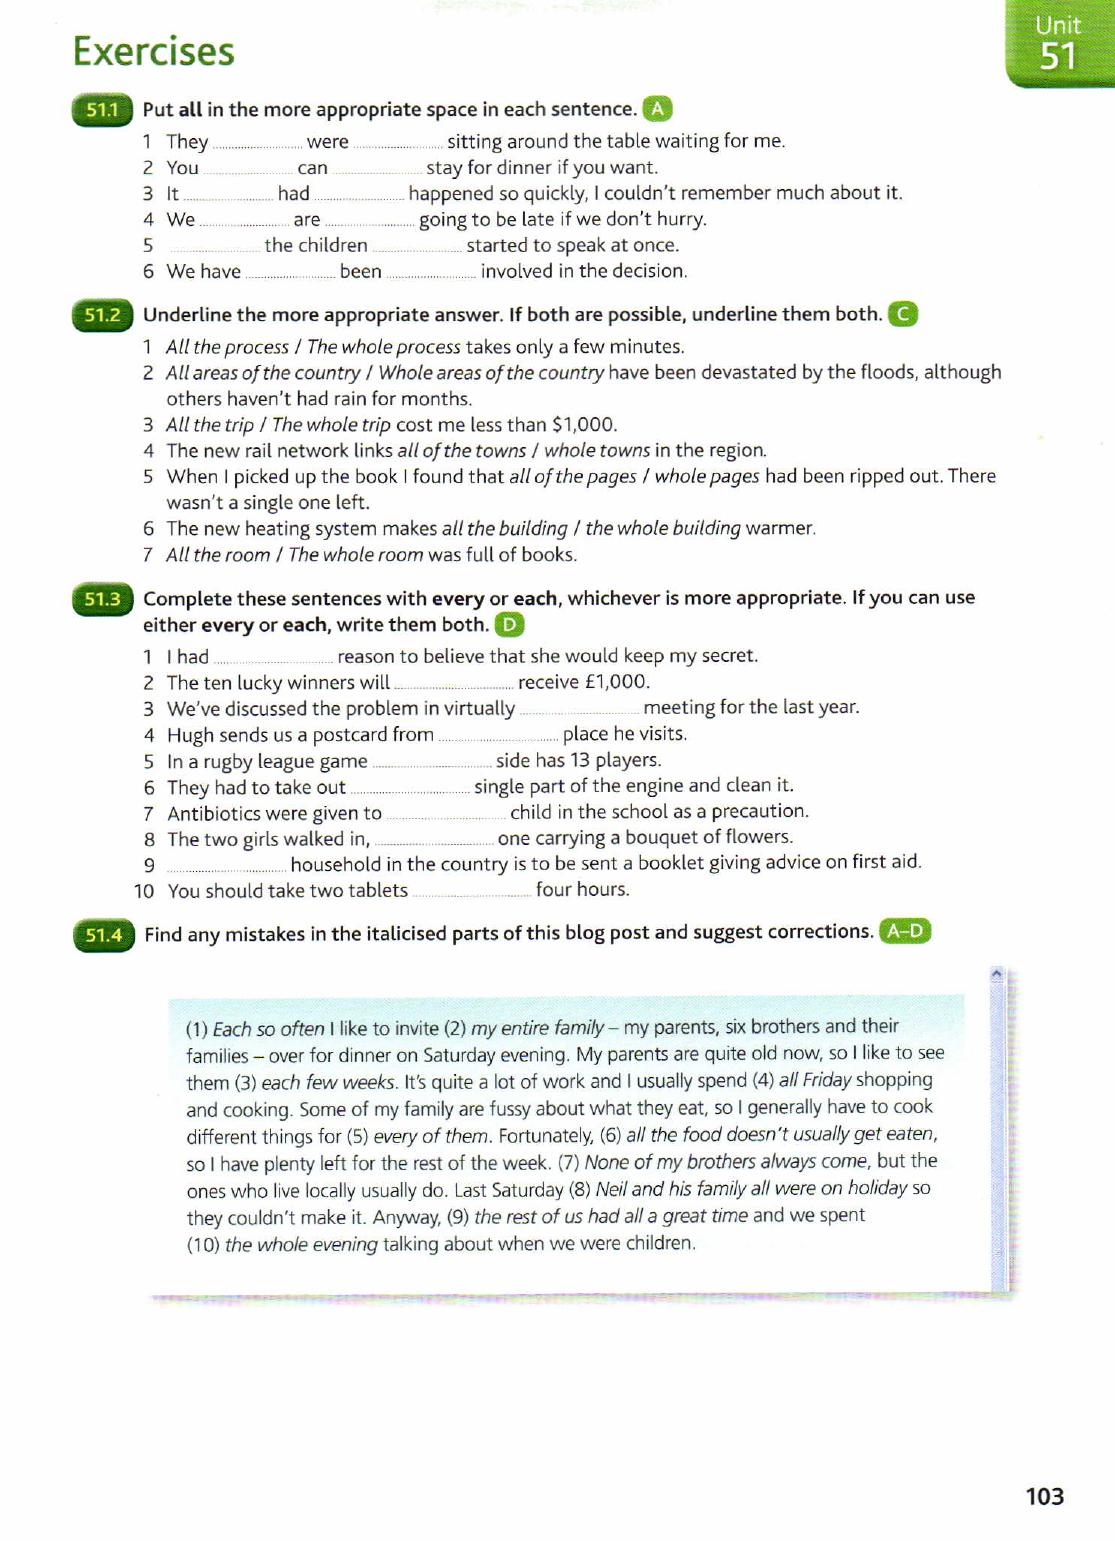 Exercises
Unit
51
51.1 Put all in the more appropriate space in each sentence. A
1 They ........................ were ........................ sitting around the table waiting for me.
2 You ........................ can ........................ stay for dinner if you want.
3 It ........................ had ........................ happened so quickly, I couldn't remember much about it.
4 We ........................ are ........................ going to be late if we don't hurry.
5 ........................ the children ........................ started to speak at once.
6 We have ........................ been ........................ involved in the decision.
51.2 Underline the more appropriate answer. If both are possible, underline them both. C
1 All the process / The whole process takes only a few minutes.
2 All areas of the country / Whole areas of the country have been devastated by the floods, although
others haven't had rain for months.
3 All the trip / The whole trip cost me less than $1,000.
4 The new rail network links all of the towns / whole towns in the region.
5 When I picked up the book I found that all of the pages / whole pages had been ripped out. There
wasn't a single one left.
6 The new heating system makes all the building / the whole building warmer.
7 All the room / The whole room was full of books.
51.3 Complete these sentences with every or each, whichever is more appropriate. If you can use
either every or each, write them both. D
1 I had ................................ reason to believe that she would keep my secret.
2 The ten lucky winners will ................................ receive £1,000.
3 We've discussed the problem in virtually ................................ meeting for the last year.
4 Hugh sends us a postcard from ................................ place he visits.
5 In a rugby league game ................................ side has 13 players.
6 They had to take out ................................ single part of the engine and clean it.
7 Antibiotics were given to ................................ child in the school as a precaution.
8 The two girls walked in, ................................ one carrying a bouquet of flowers.
9 ................................ household in the country is to be sent a booklet giving advice on first aid.
10 You should take two tablets ................................ four hours.
51.4 Find any mistakes in the italicised parts of this blog post and suggest corrections. A–D
(1) Each so often I like to invite (2) my entire family – my parents, six brothers and their
families – over for dinner on Saturday evening. My parents are quite old now, so I like to see
them (3) each few weeks. It's quite a lot of work and I usually spend (4) all Friday shopping
and cooking. Some of my family are fussy about what they eat, so I generally have to cook
different things for (5) every of them. Fortunately, (6) all the food doesn't usually get eaten,
so I have plenty left for the rest of the week. (7) None of my brothers always come, but the
ones who live locally usually do. Last Saturday (8) Neil and his family all were on holiday so
they couldn't make it. Anyway, (9) the rest of us had all a great time and we spent
(10) the whole evening talking about when we were children.
103